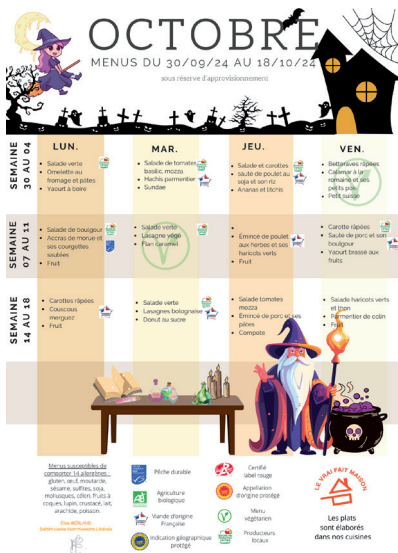 OCTOBRE
MENUS DU 30/09/24 AU 18/10/24
sous réserve d'approvisionnement
LUN.
MAR.
JEU.
VEN.
SEMAINE
30 AU 04
Salade verte
Omelette au
fromage et pâtes
Yaourt à boire
Salade de tomates
basilic, mozza
Hachis parmentier
Sundae
Salade et carottes
sauté de poulet au
soja et son riz
Ananas et litchis
Betteraves râpées
Calamar à la
romaine et ses
petits pois
Petit suisse
SEMAINE
07 AU 11
Salade de boulgour
Accras de morue et
ses courgettes
sautées
Fruit
Salade verte
Lasagne végé
Flan caramel
Émincé de poulet
aux herbes et ses
haricots verts
Fruit
Carotte râpées
Sauté de porc et son
boulgour
Yaourt brassé aux
fruits
SEMAINE
14 AU 18
Carottes râpées
Couscous
merguez
Fruit
Salade verte
Lasagnes bolognaise
Donut au sucre
Salade tomates
mozza
Émincé de porc et ses
pâtes
Compote
Salade haricots verts
et thon
Parmentier de colin
Fruit
Menus susceptibles de
comporter 14 allergènes :
gluten, œuf, moutarde,
sésame, sulfites, soja,
mollusques, céleri, fruits à
coques, lupin, crustacé, lait,
arachide, poisson.
Pêche durable
Agriculture
biologique
Viande d'origine
Française
Indication géographique
protégé
Certifié
label rouge
Appellation
d'origine protégé
Menu
végétarien
Producteurs
locaux
LE VRAI FAIT MAISON
Les plats
sont élaborés
dans nos cuisines